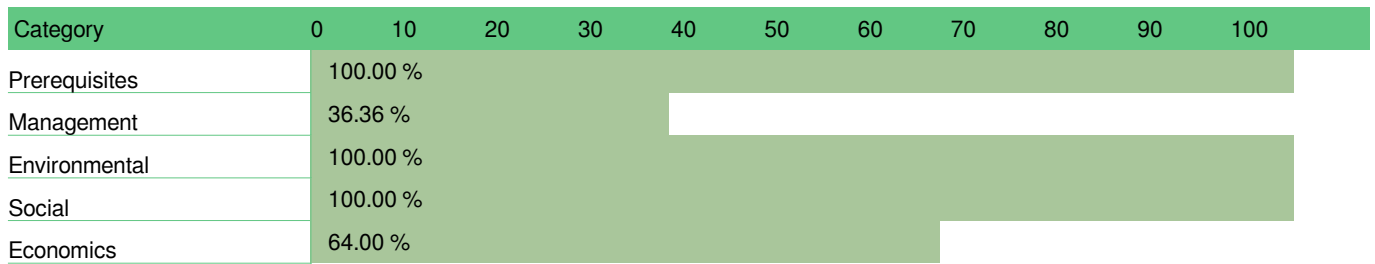 Category 0 10 20 30 40 50 60 70 80 90 100
Prerequisites 100.00 %
Management 36.36 %
Environmental 100.00 %
Social 100.00 %
Economics 64.00 %